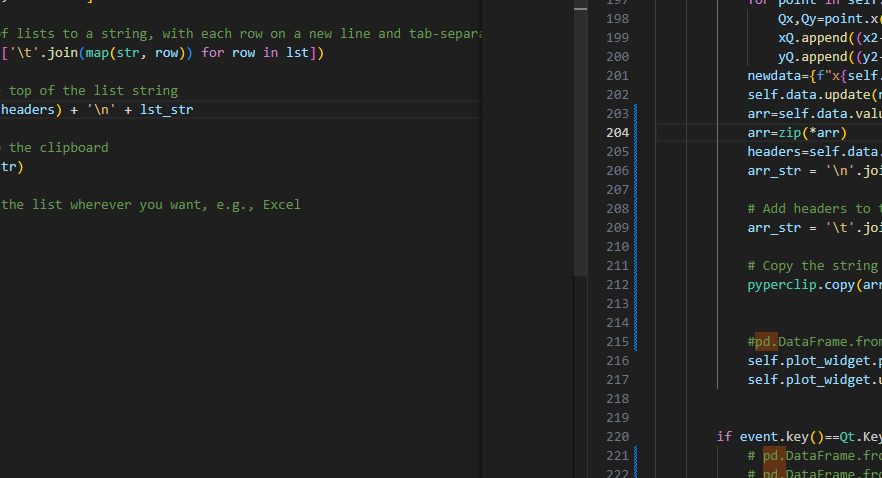 of lists to a string, with each row on a new line and tab-separa
['\t'.join(map(str, row)) for row in lst])
top of the list string
headers) + '\n' + lst_str
the clipboard
tr)
the list wherever you want, e.g., Excel
197 for point in self.
198 Qx,Qy=point.x(
199 xQ.append((x2-
200 yQ.append((y2-
201 newdata={f"x{self.
202 self.data.update(n
203 arr=self.data.valu
204 arr=zip(*arr)
205 headers=self.data.
206 arr_str = '\n'.joi
207
208 # Add headers to t
209 arr_str = '\t'.joi
210
211 # Copy the string
212 pyperclip.copy(arr
213
214
215 #pd.DataFrame.from
216 self.plot_widget.p
217 self.plot_widget.u
218
219
220 if event.key()==Qt.Key
221 # pd.DataFrame.fro
222 # pd.DataFrame.fro